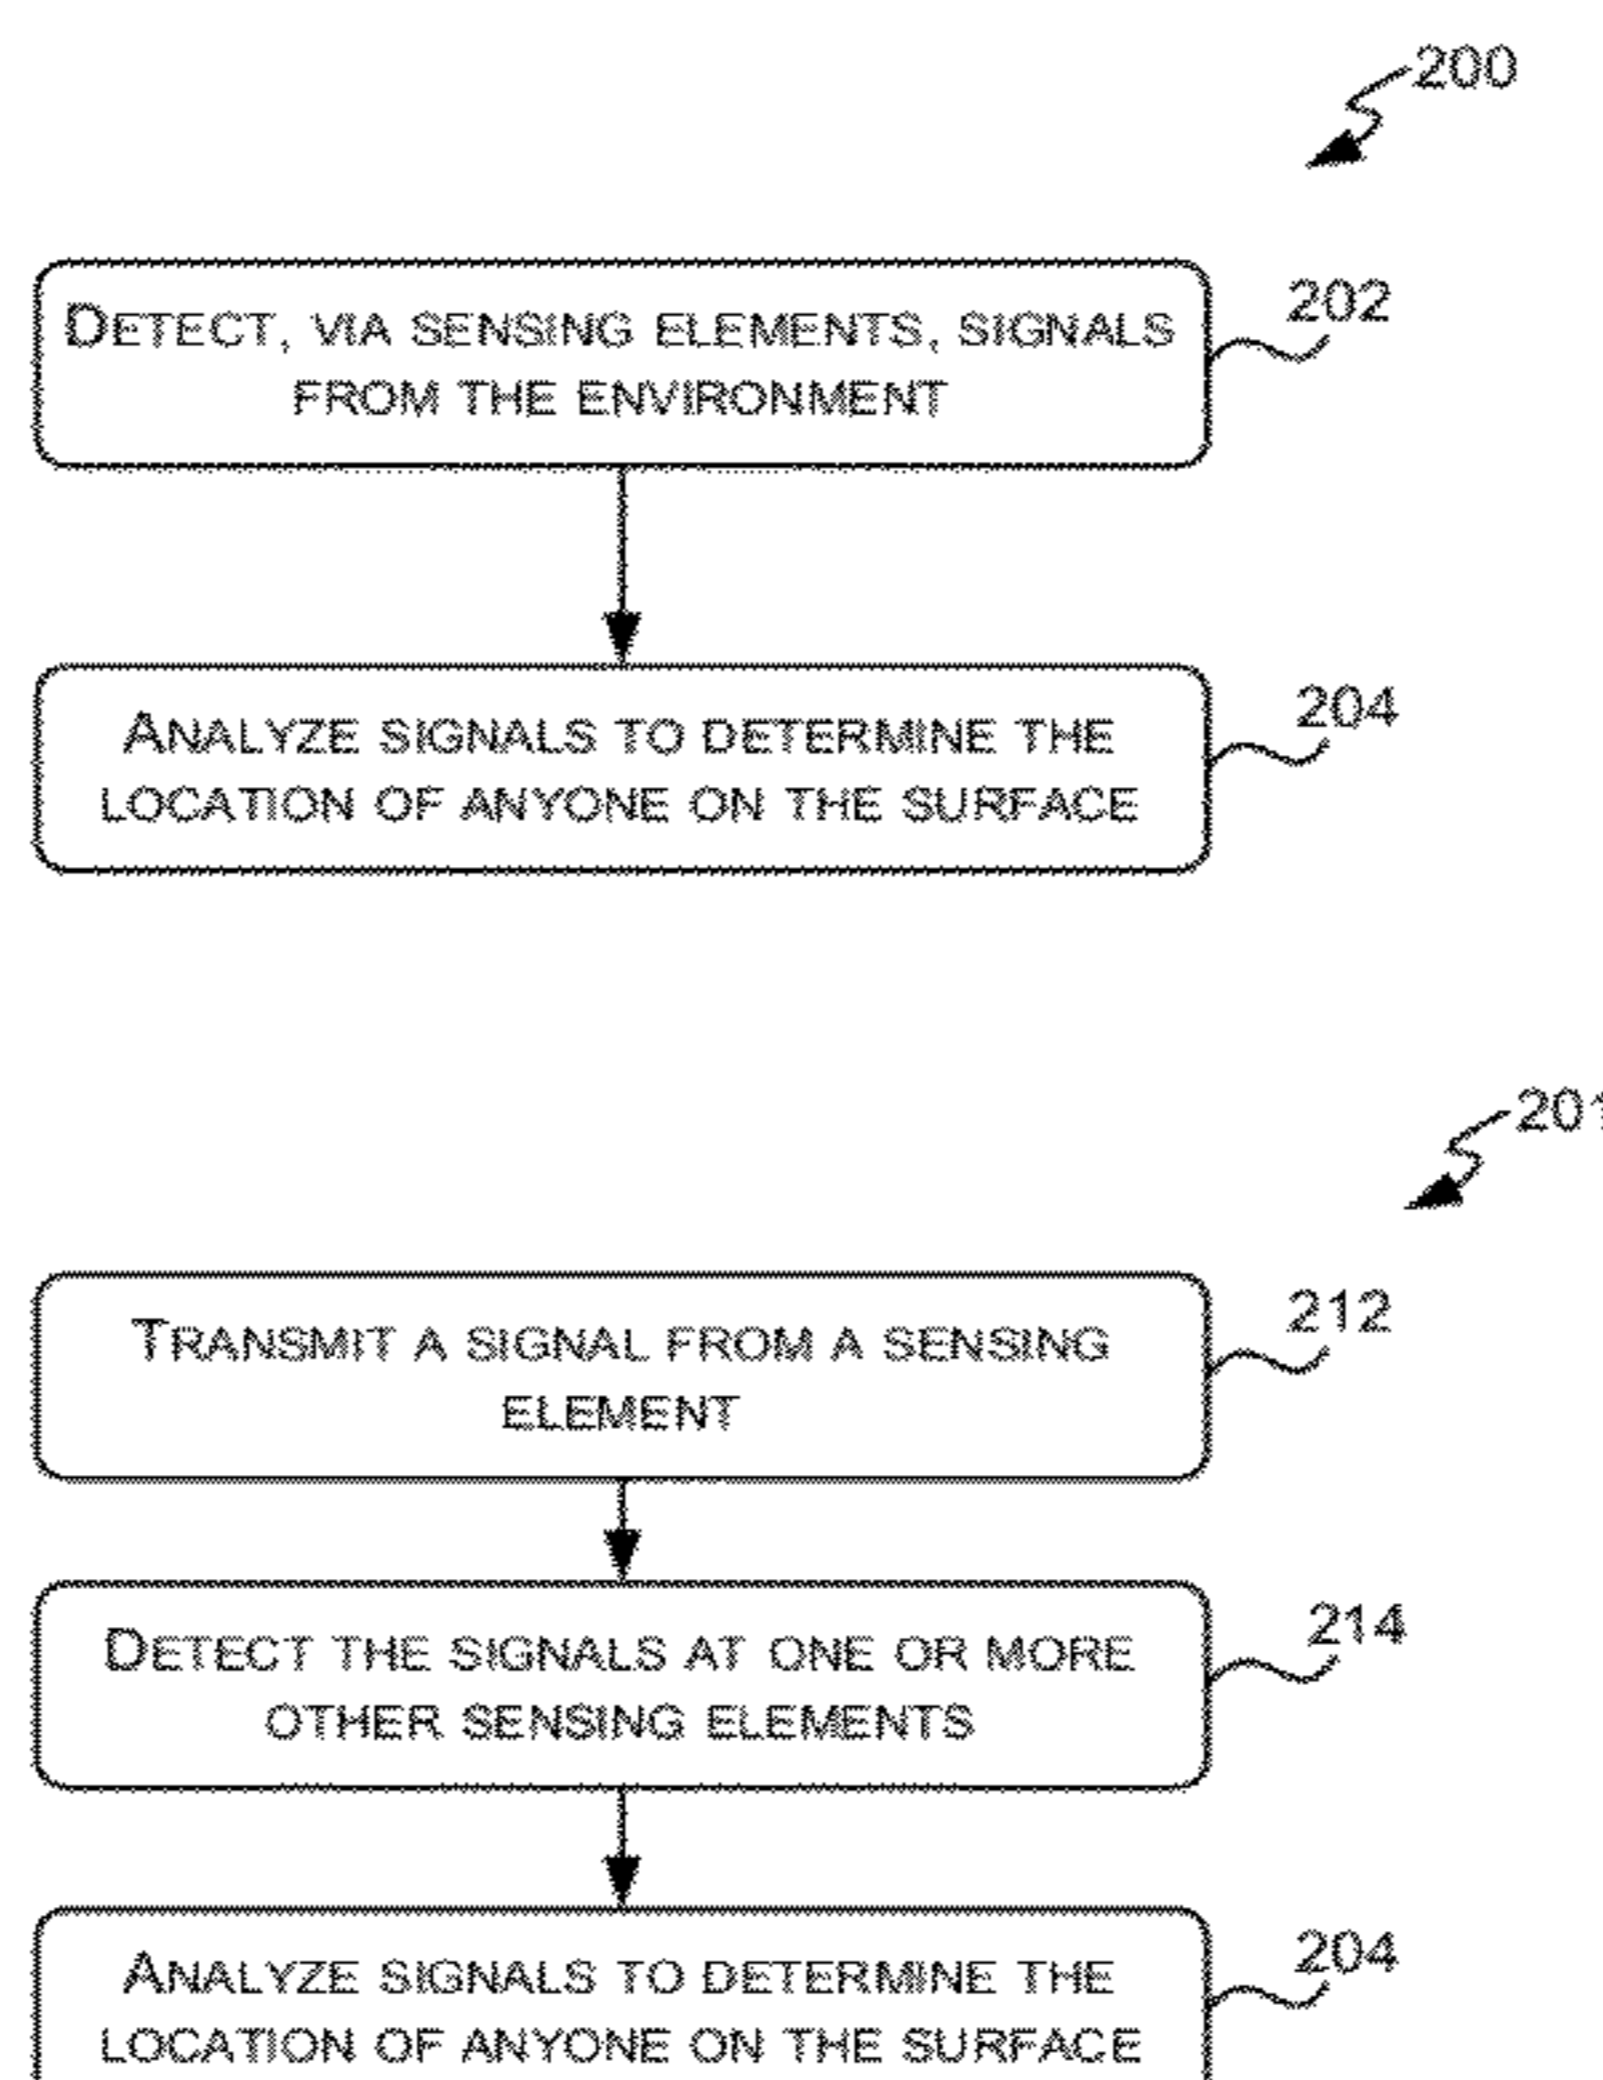 200
DETECT, VIA SENSING ELEMENTS, SIGNALS
FROM THE ENVIRONMENT
202
ANALYZE SIGNALS TO DETERMINE THE
LOCATION OF ANYONE ON THE SURFACE
204
201
TRANSMIT A SIGNAL FROM A SENSING
ELEMENT
212
DETECT THE SIGNALS AT ONE OR MORE
OTHER SENSING ELEMENTS
214
ANALYZE SIGNALS TO DETERMINE THE
LOCATION OF ANYONE ON THE SURFACE
204